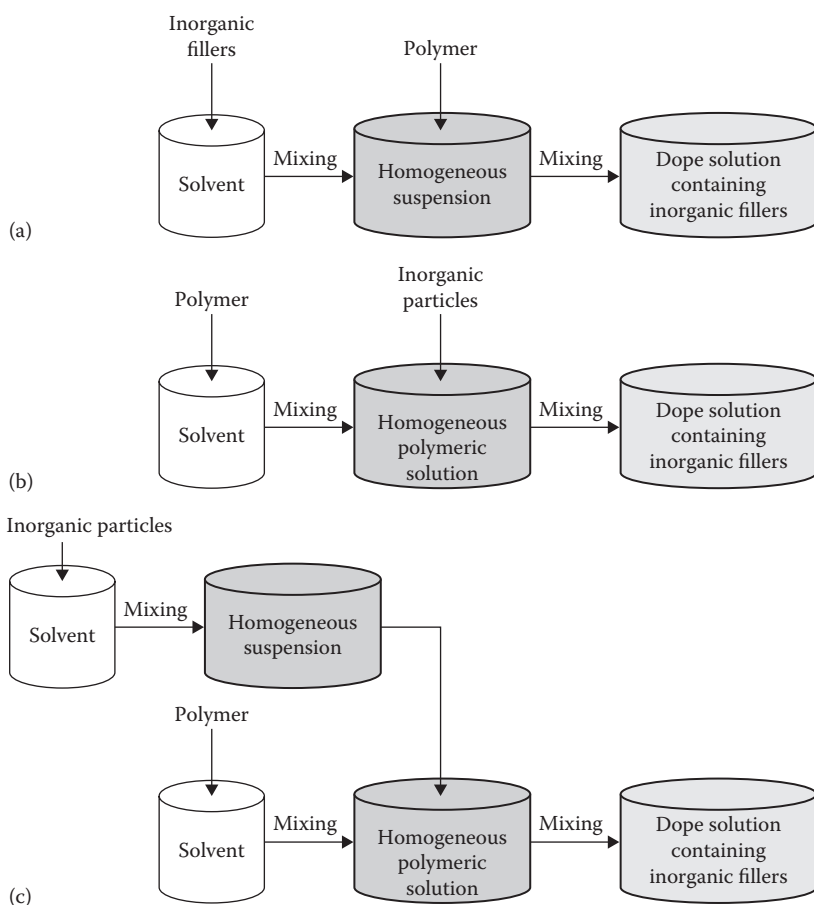 Inorganic
fillers
Polymer
Solvent
Mixing
Homogeneous
suspension
Mixing
Dope solution
containing
inorganic fillers
(a)
Polymer
Inorganic
particles
Solvent
Mixing
Homogeneous
polymeric
solution
Mixing
Dope solution
containing
inorganic fillers
(b)
Inorganic particles
Solvent
Mixing
Homogeneous
suspension
Polymer
Solvent
Mixing
Homogeneous
polymeric
solution
Mixing
Dope solution
containing
inorganic fillers
(c)